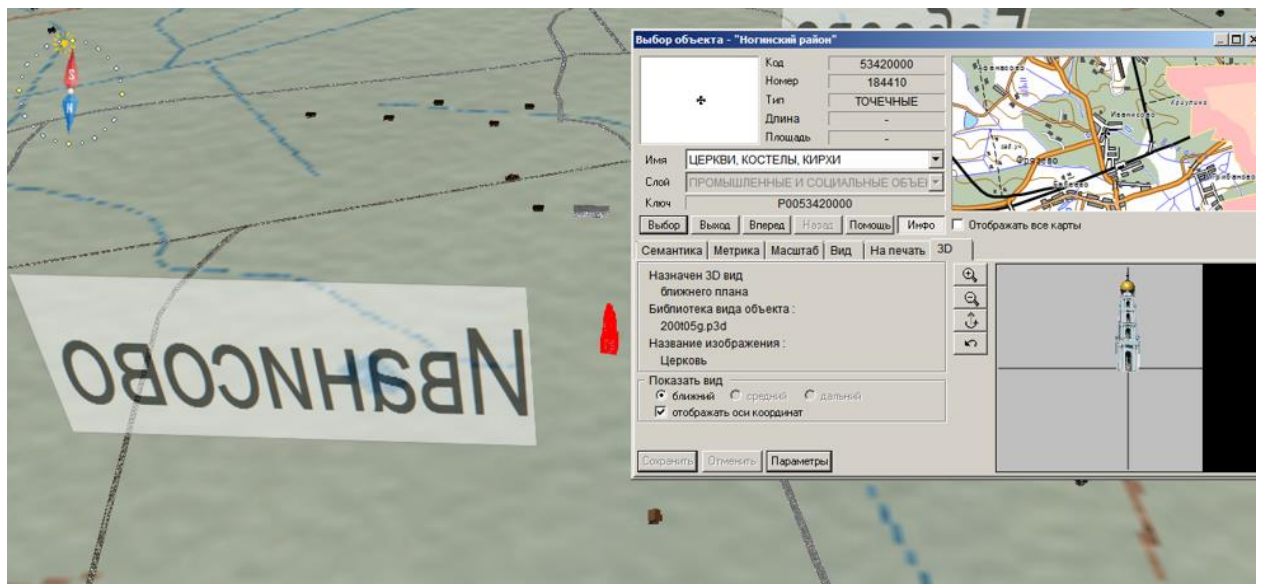 Выбор объекта - "Ногинский район"
Код 53420000
Номер 184410
Тип ТОЧЕЧНЫЕ
Длина -
Площадь -
Имя ЦЕРКВИ, КОСТЕЛЫ, КИРХИ
Слой ПРОМЫШЛЕННЫЕ И СОЦИАЛЬНЫЕ ОБЪЕ
Ключ P0053420000
Выбор Выход Вперед Назад Помощь Инфо Отображать все карты
Семантика Метрика Масштаб Вид На печать 3D
Назначен 3D вид
ближнего плана
Библиотека вида объекта :
200t05g.p3d
Название изображения :
Церковь
Показать вид
ближний средний дальний
отображать оси координат
Сохранить Отменить Параметры
Иванисово
Фрязево
Иванисово
S
N